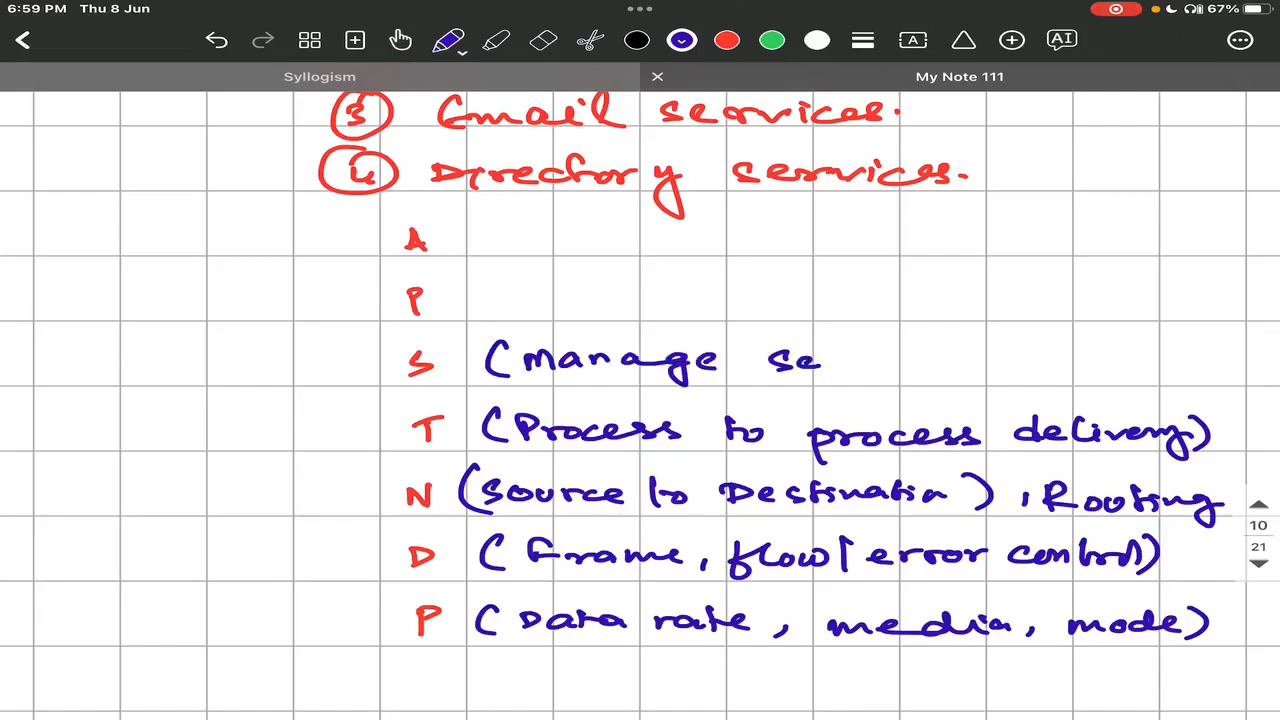 6:59 PM Thu 8 Jun
67%
A
AI
Syllogism
My Note 111
3 Email services.
4 Directory services.
A
P
S (manage se
T (Process to process delivery)
N (Source to Destination), Routing
D (Frame, flow| error control)
P (Data rate, media, mode)
10
21